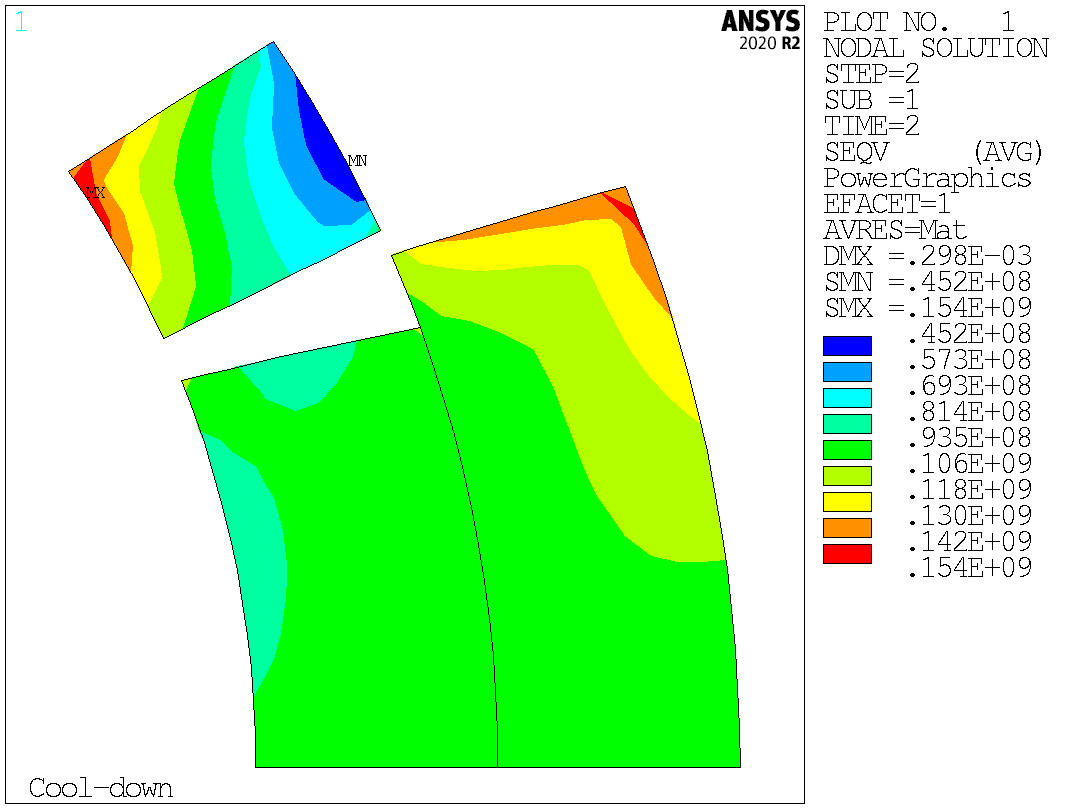 1
ANSYS
2020 R2
PLOT NO. 1
NODAL SOLUTION
STEP=2
SUB =1
TIME=2
SEQV (AVG)
PowerGraphics
EFACET=1
AVRES=Mat
DMX =.298E-03
SMN =.452E+08
SMX =.154E+09
.452E+08
.573E+08
.693E+08
.814E+08
.935E+08
.106E+09
.118E+09
.130E+09
.142E+09
.154E+09
MN
MX
Cool-down